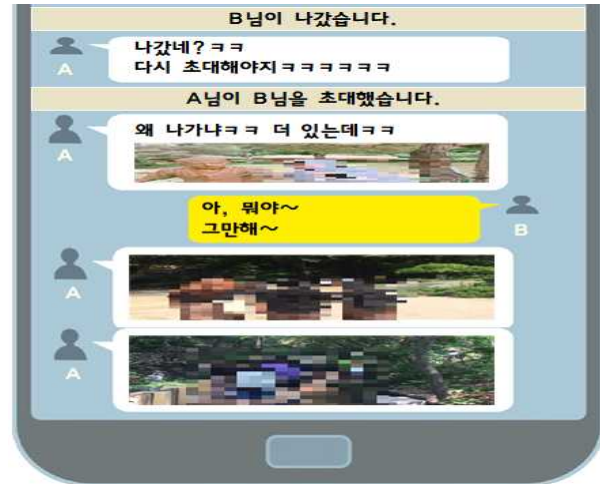 B님이 나갔습니다.
나갔네?ㅋㅋ
A
다시 초대해야지ㅋㅋㅋㅋㅋㅋ
A님이 B님을 초대했습니다.
왜 나가냐ㅋㅋ 더 있는데ㅋㅋ
A
아, 뭐야~
그만해~
B
A
A